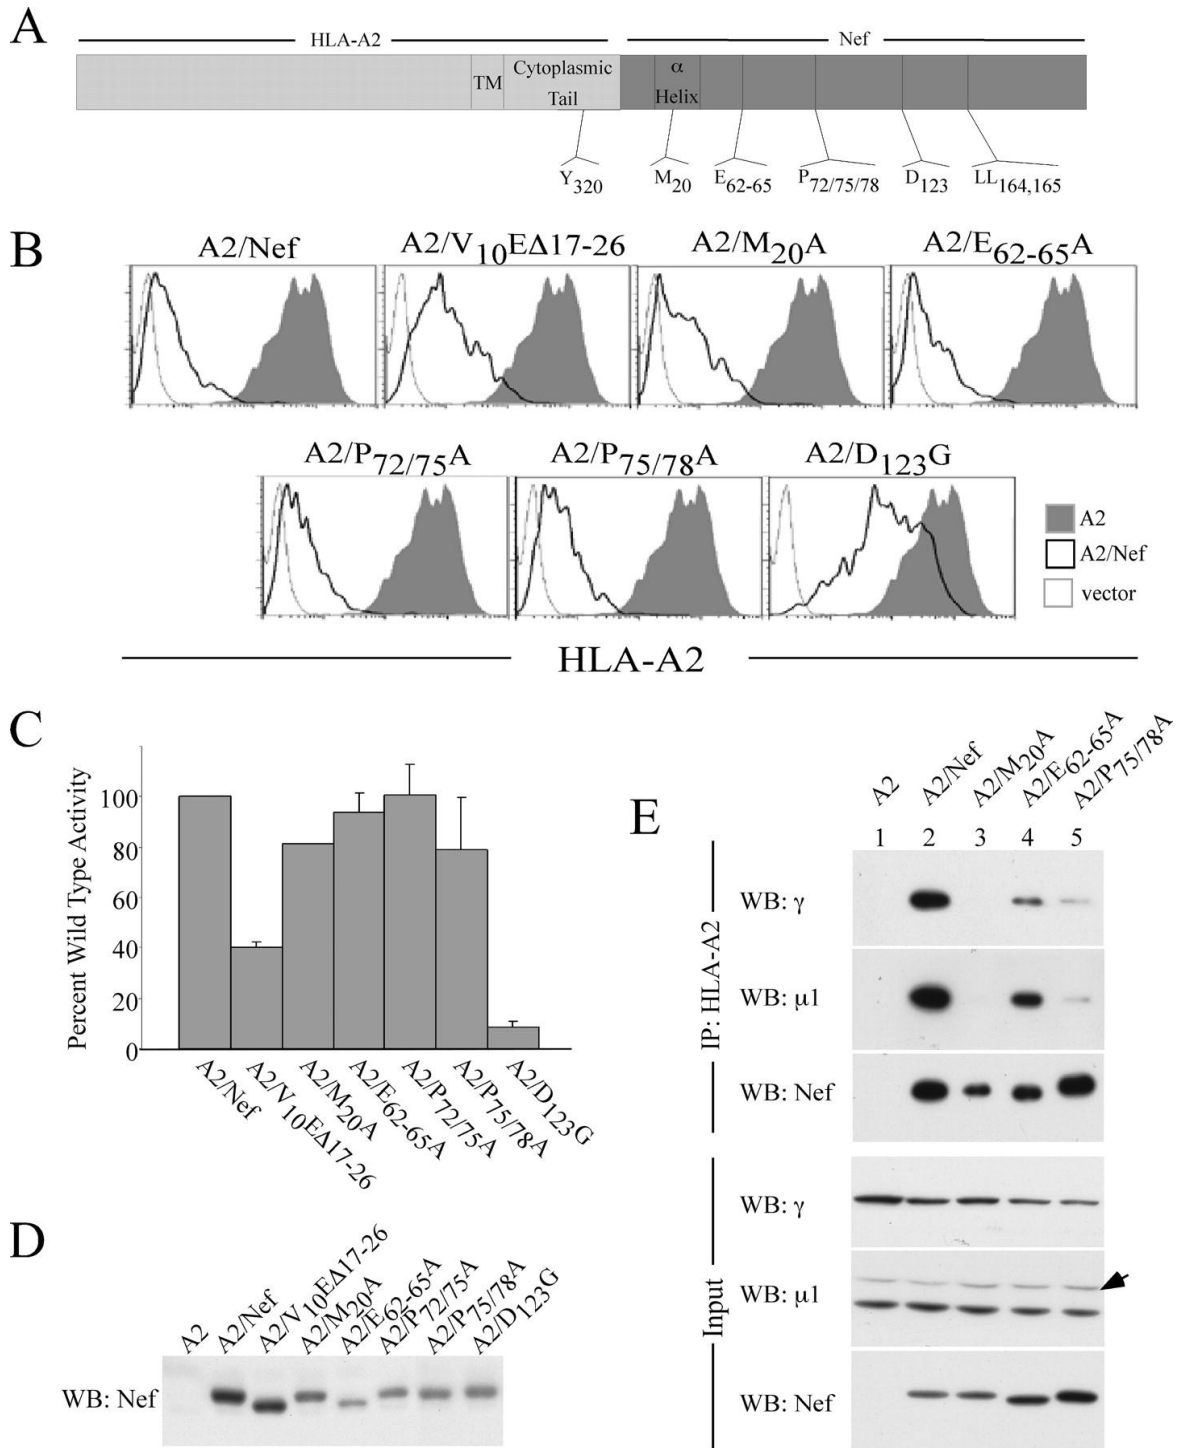 A
HLA-A2 Nef
TM Cytoplasmic Tail α Helix
Y320 M20 E62-65 P72/75/78 D123 LL164,165
B
A2/Nef A2/V10EΔ17-26 A2/M20A A2/E62-65A
A2/P72/75A A2/P75/78A A2/D123G
A2
A2/Nef
vector
HLA-A2
C
Percent Wild Type Activity
100
80
60
40
20
0
A2/Nef A2/V10EΔ17-26 A2/M20A A2/E62-65A A2/P72/75A A2/P75/78A A2/D123G
D
A2 A2/Nef A2/V10EΔ17-26 A2/M20A A2/E62-65A A2/P72/75A A2/P75/78A A2/D123G
WB: Nef
E
A2 A2/Nef A2/M20A A2/E62-65A A2/P75/78A
1 2 3 4 5
IP: HLA-A2
WB: γ
WB: μ1
WB: Nef
Input
WB: γ
WB: μ1
WB: Nef